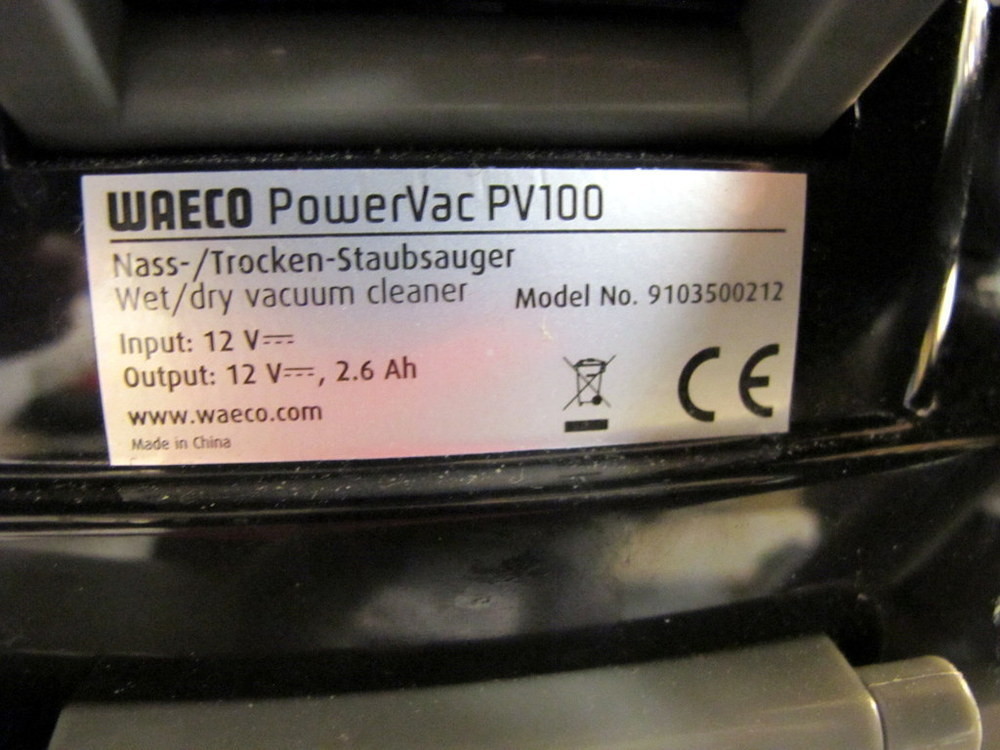 WAECO PowerVac PV100
Nass-/Trocken-Staubsauger
Wet/dry vacuum cleaner
Model No. 9103500212
Input: 12 V⎓
Output: 12 V⎓, 2.6 Ah
www.waeco.com
Made in China
CE